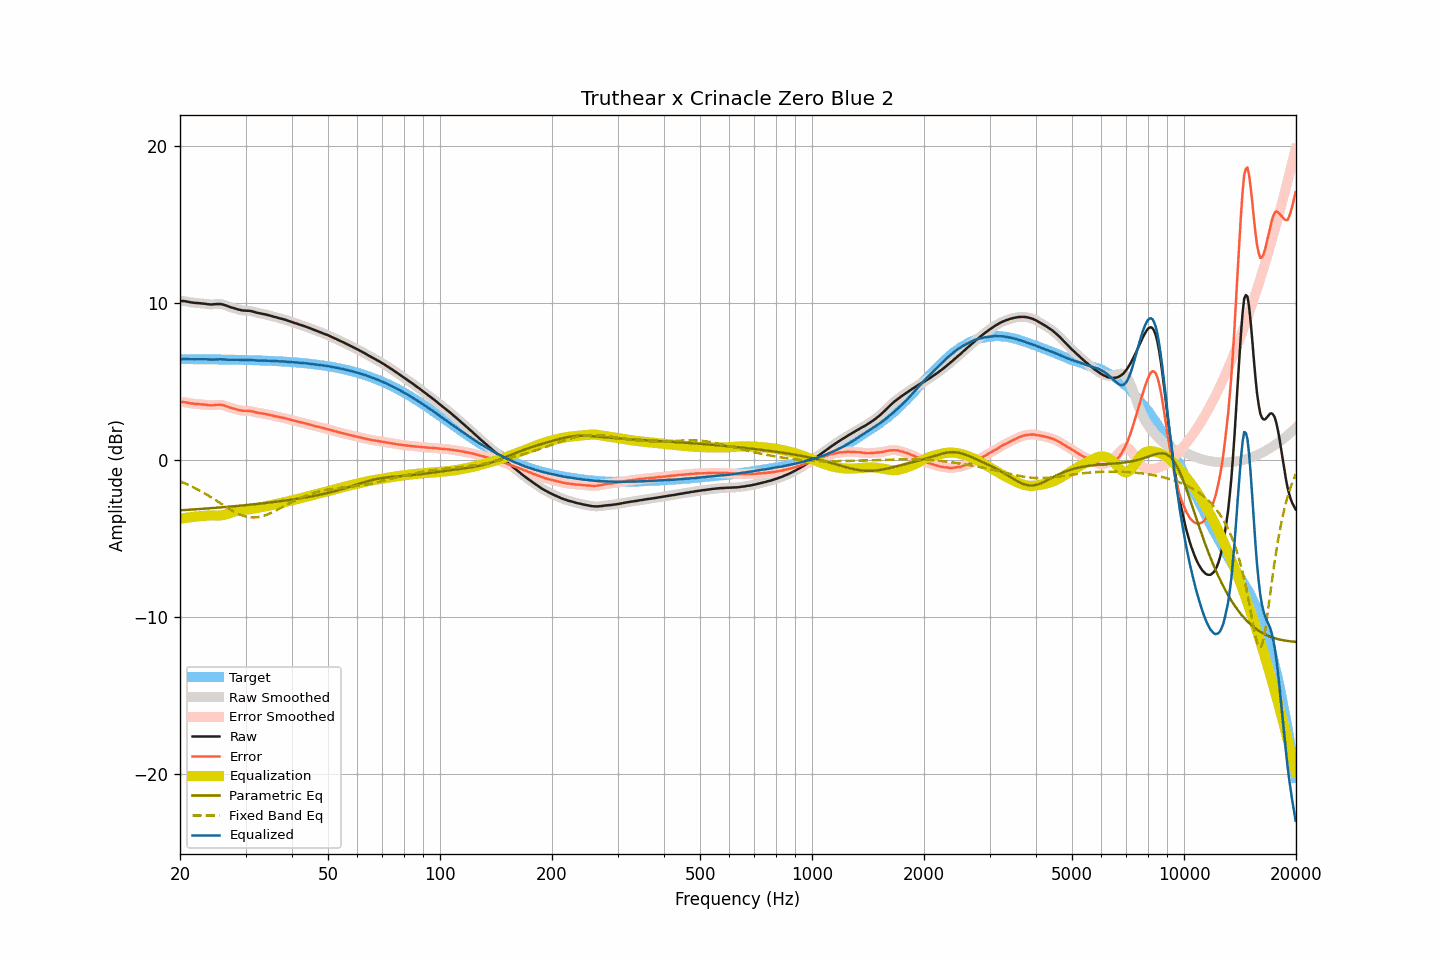 Truthear x Crinacle Zero Blue 2
Amplitude (dBr)
20
10
0
−10
−20
Target
Raw Smoothed
Error Smoothed
Raw
Error
Equalization
Parametric Eq
Fixed Band Eq
Equalized
20 50 100 200 500 1000 2000 5000 10000 20000
Frequency (Hz)